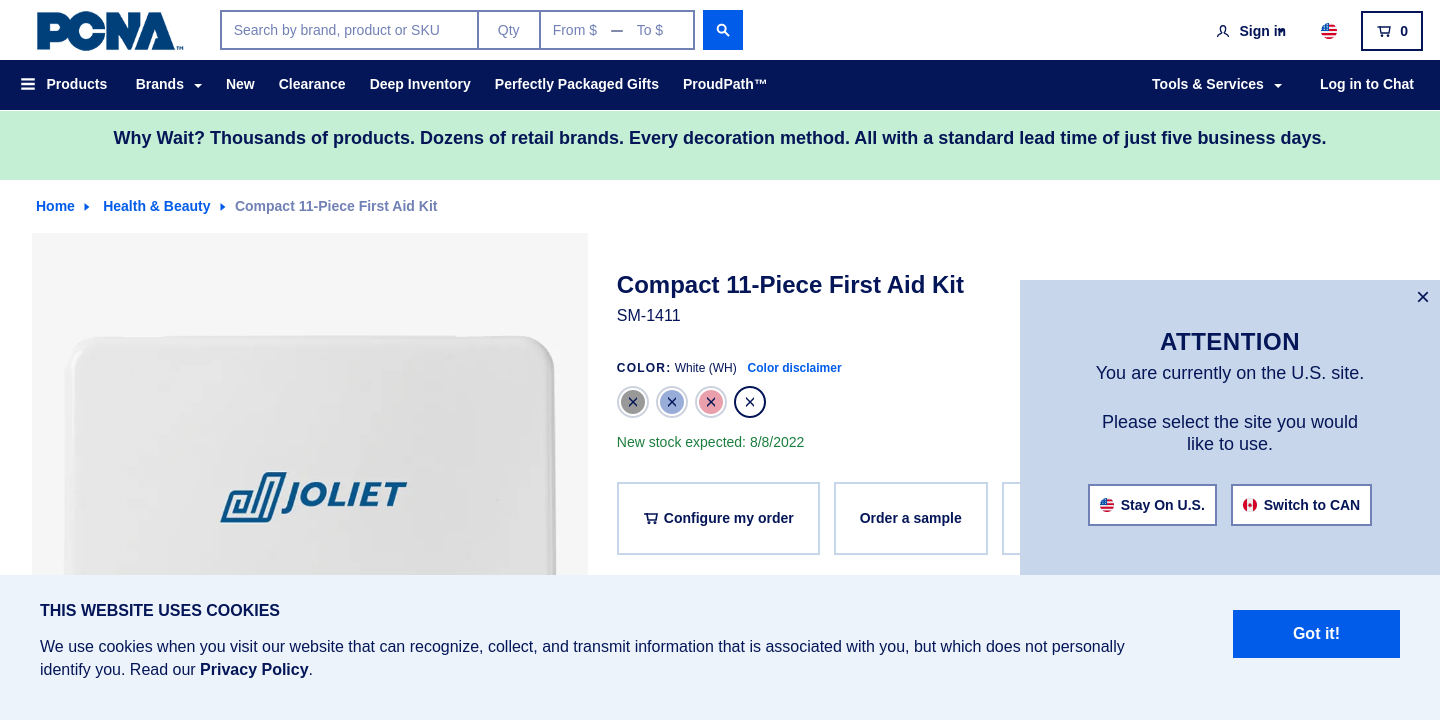 PCNA™
Search by brand, product or SKU
Qty
From $ — To $
Sign in
0
Products
Brands
New
Clearance
Deep Inventory
Perfectly Packaged Gifts
ProudPath™
Tools & Services
Log in to Chat
Why Wait? Thousands of products. Dozens of retail brands. Every decoration method. All with a standard lead time of just five business days.
Home
Health & Beauty
Compact 11-Piece First Aid Kit
JOLIET
Compact 11-Piece First Aid Kit
SM-1411
COLOR: White (WH) Color disclaimer
New stock expected: 8/8/2022
Configure my order
Order a sample
ATTENTION
You are currently on the U.S. site.
Please select the site you would
like to use.
Stay On U.S.
Switch to CAN
THIS WEBSITE USES COOKIES
We use cookies when you visit our website that can recognize, collect, and transmit information that is associated with you, but which does not personally
identify you. Read our Privacy Policy.
Got it!